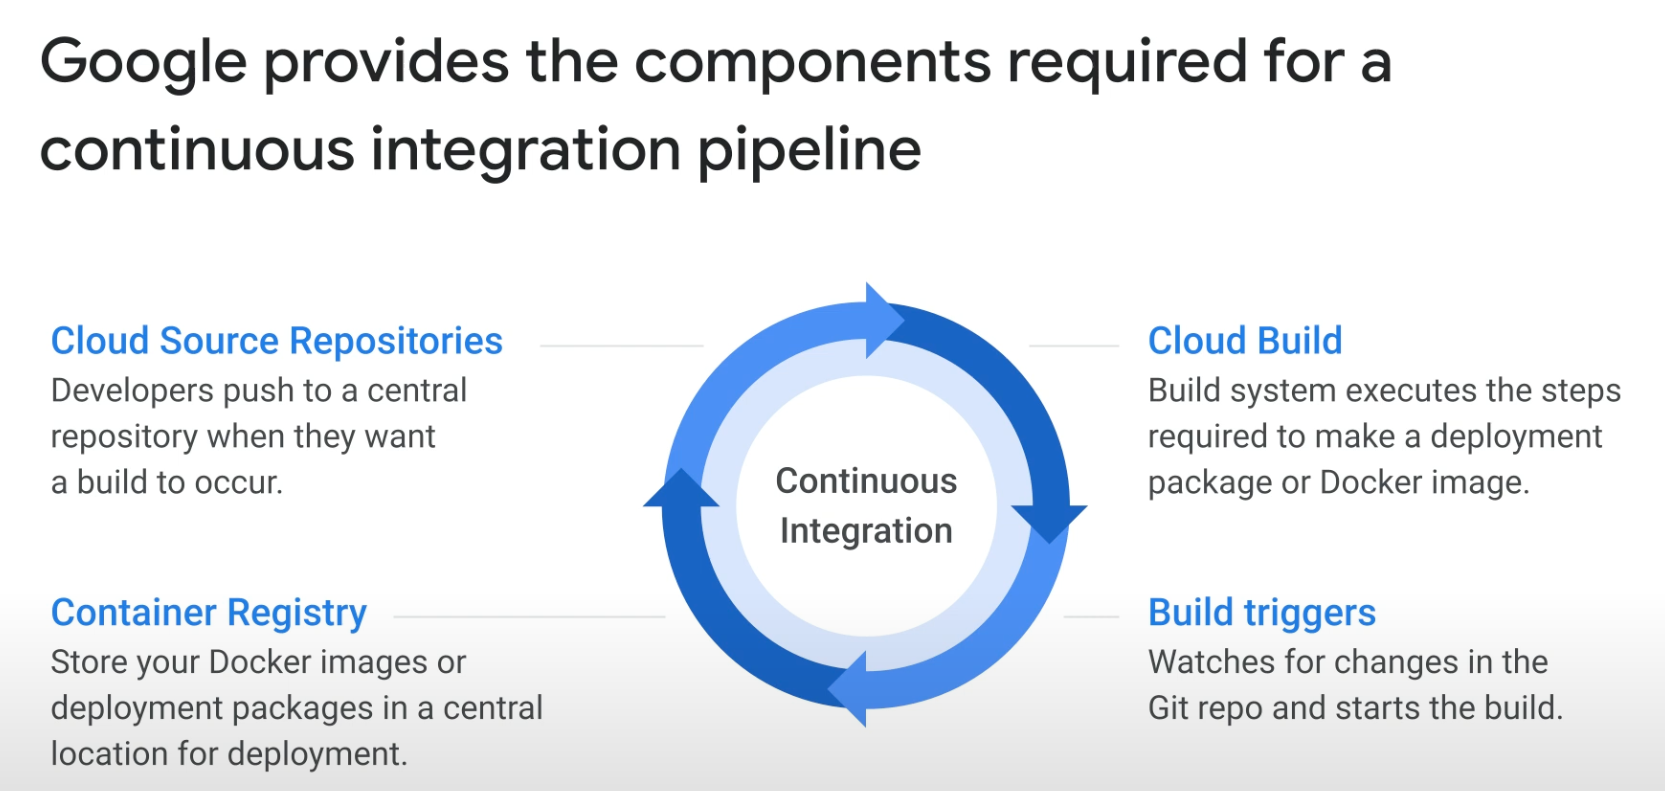 Google provides the components required for a
continuous integration pipeline
Cloud Source Repositories
Developers push to a central
repository when they want
a build to occur.
Cloud Build
Build system executes the steps
required to make a deployment
package or Docker image.
Continuous
Integration
Container Registry
Store your Docker images or
deployment packages in a central
location for deployment.
Build triggers
Watches for changes in the
Git repo and starts the build.